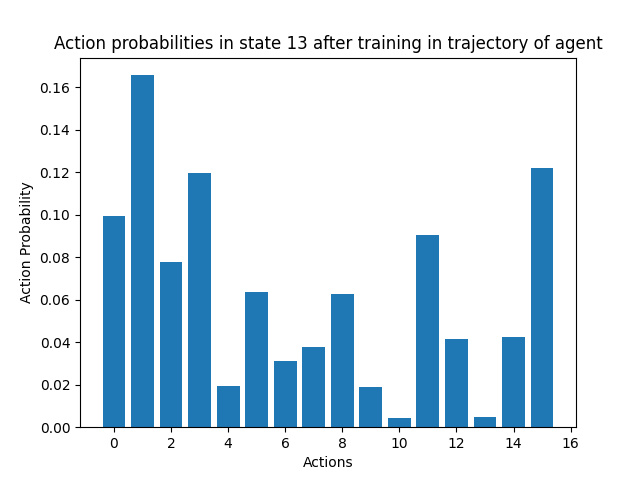 Action probabilities in state 13 after training in trajectory of agent
Action Probability
0.16
0.14
0.12
0.10
0.08
0.06
0.04
0.02
0.00
0 2 4 6 8 10 12 14 16
Actions